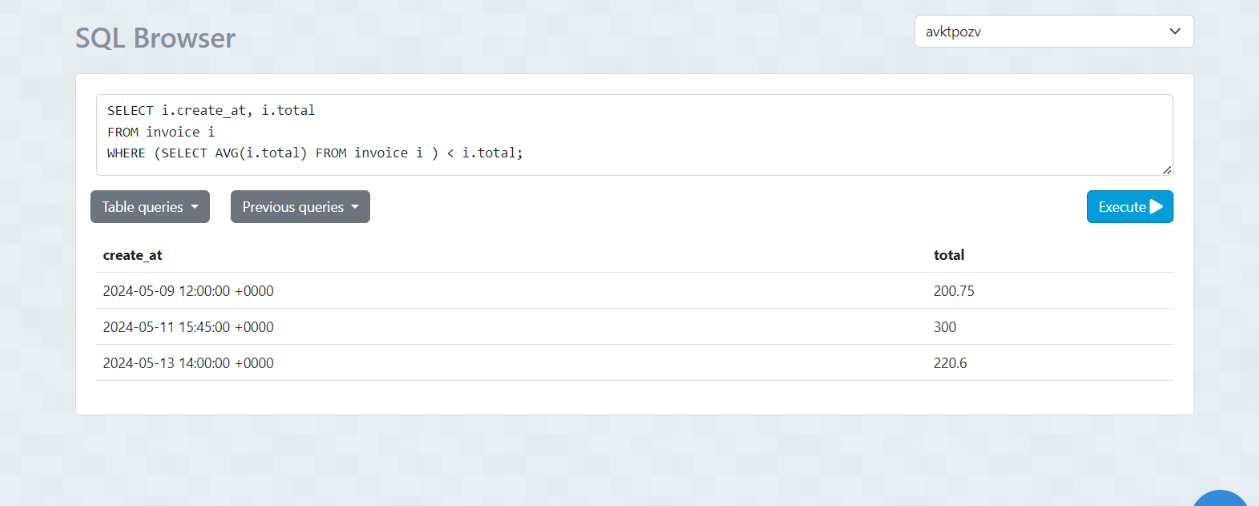 SQL Browser
avktpozv
SELECT i.create_at, i.total
FROM invoice i
WHERE (SELECT AVG(i.total) FROM invoice i ) < i.total;
Table queries
Previous queries
Execute
create_at total
2024-05-09 12:00:00 +0000 200.75
2024-05-11 15:45:00 +0000 300
2024-05-13 14:00:00 +0000 220.6